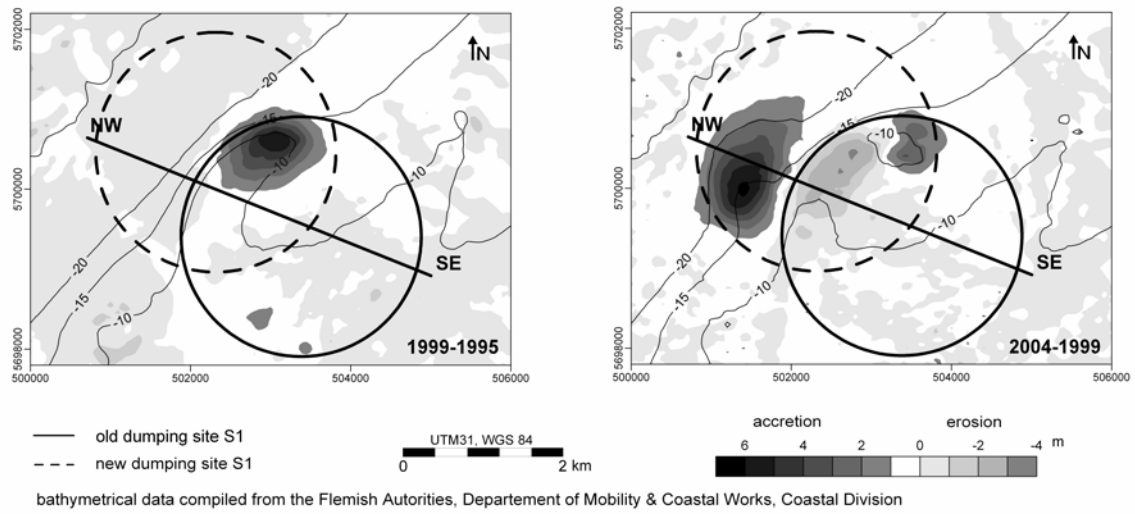 5702000
5700000
5698000
NW
SE
N
-20
-15
-10
-10
-20
-15
-10
1999-1995
500000 502000 504000 506000
5702000
5700000
5698000
NW
SE
N
-20
-15
-10
-10
-10
-20
-15
-10
2004-1999
500000 502000 504000 506000
old dumping site S1
new dumping site S1
UTM31, WGS 84
0 2 km
accretion erosion
6 4 2 0 -2 -4 m
bathymetrical data compiled from the Flemish Autorities, Departement of Mobility & Coastal Works, Coastal Division